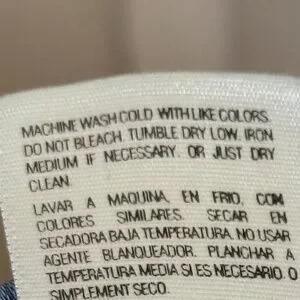 MACHINE WASH COLD WITH LIKE COLORS.
DO NOT BLEACH. TUMBLE DRY LOW. IRON
MEDIUM IF NECESSARY. OR JUST DRY
CLEAN.
LAVAR A MAQUINA, EN FRIO, CON
COLORES SIMILARES. SECAR EN
SECADORA BAJA TEMPERATURA. NO USAR
AGENTE BLANQUEADOR. PLANCHAR A
TEMPERATURA MEDIA SI ES NECESARIO. O
SIMPLEMENT SECO.